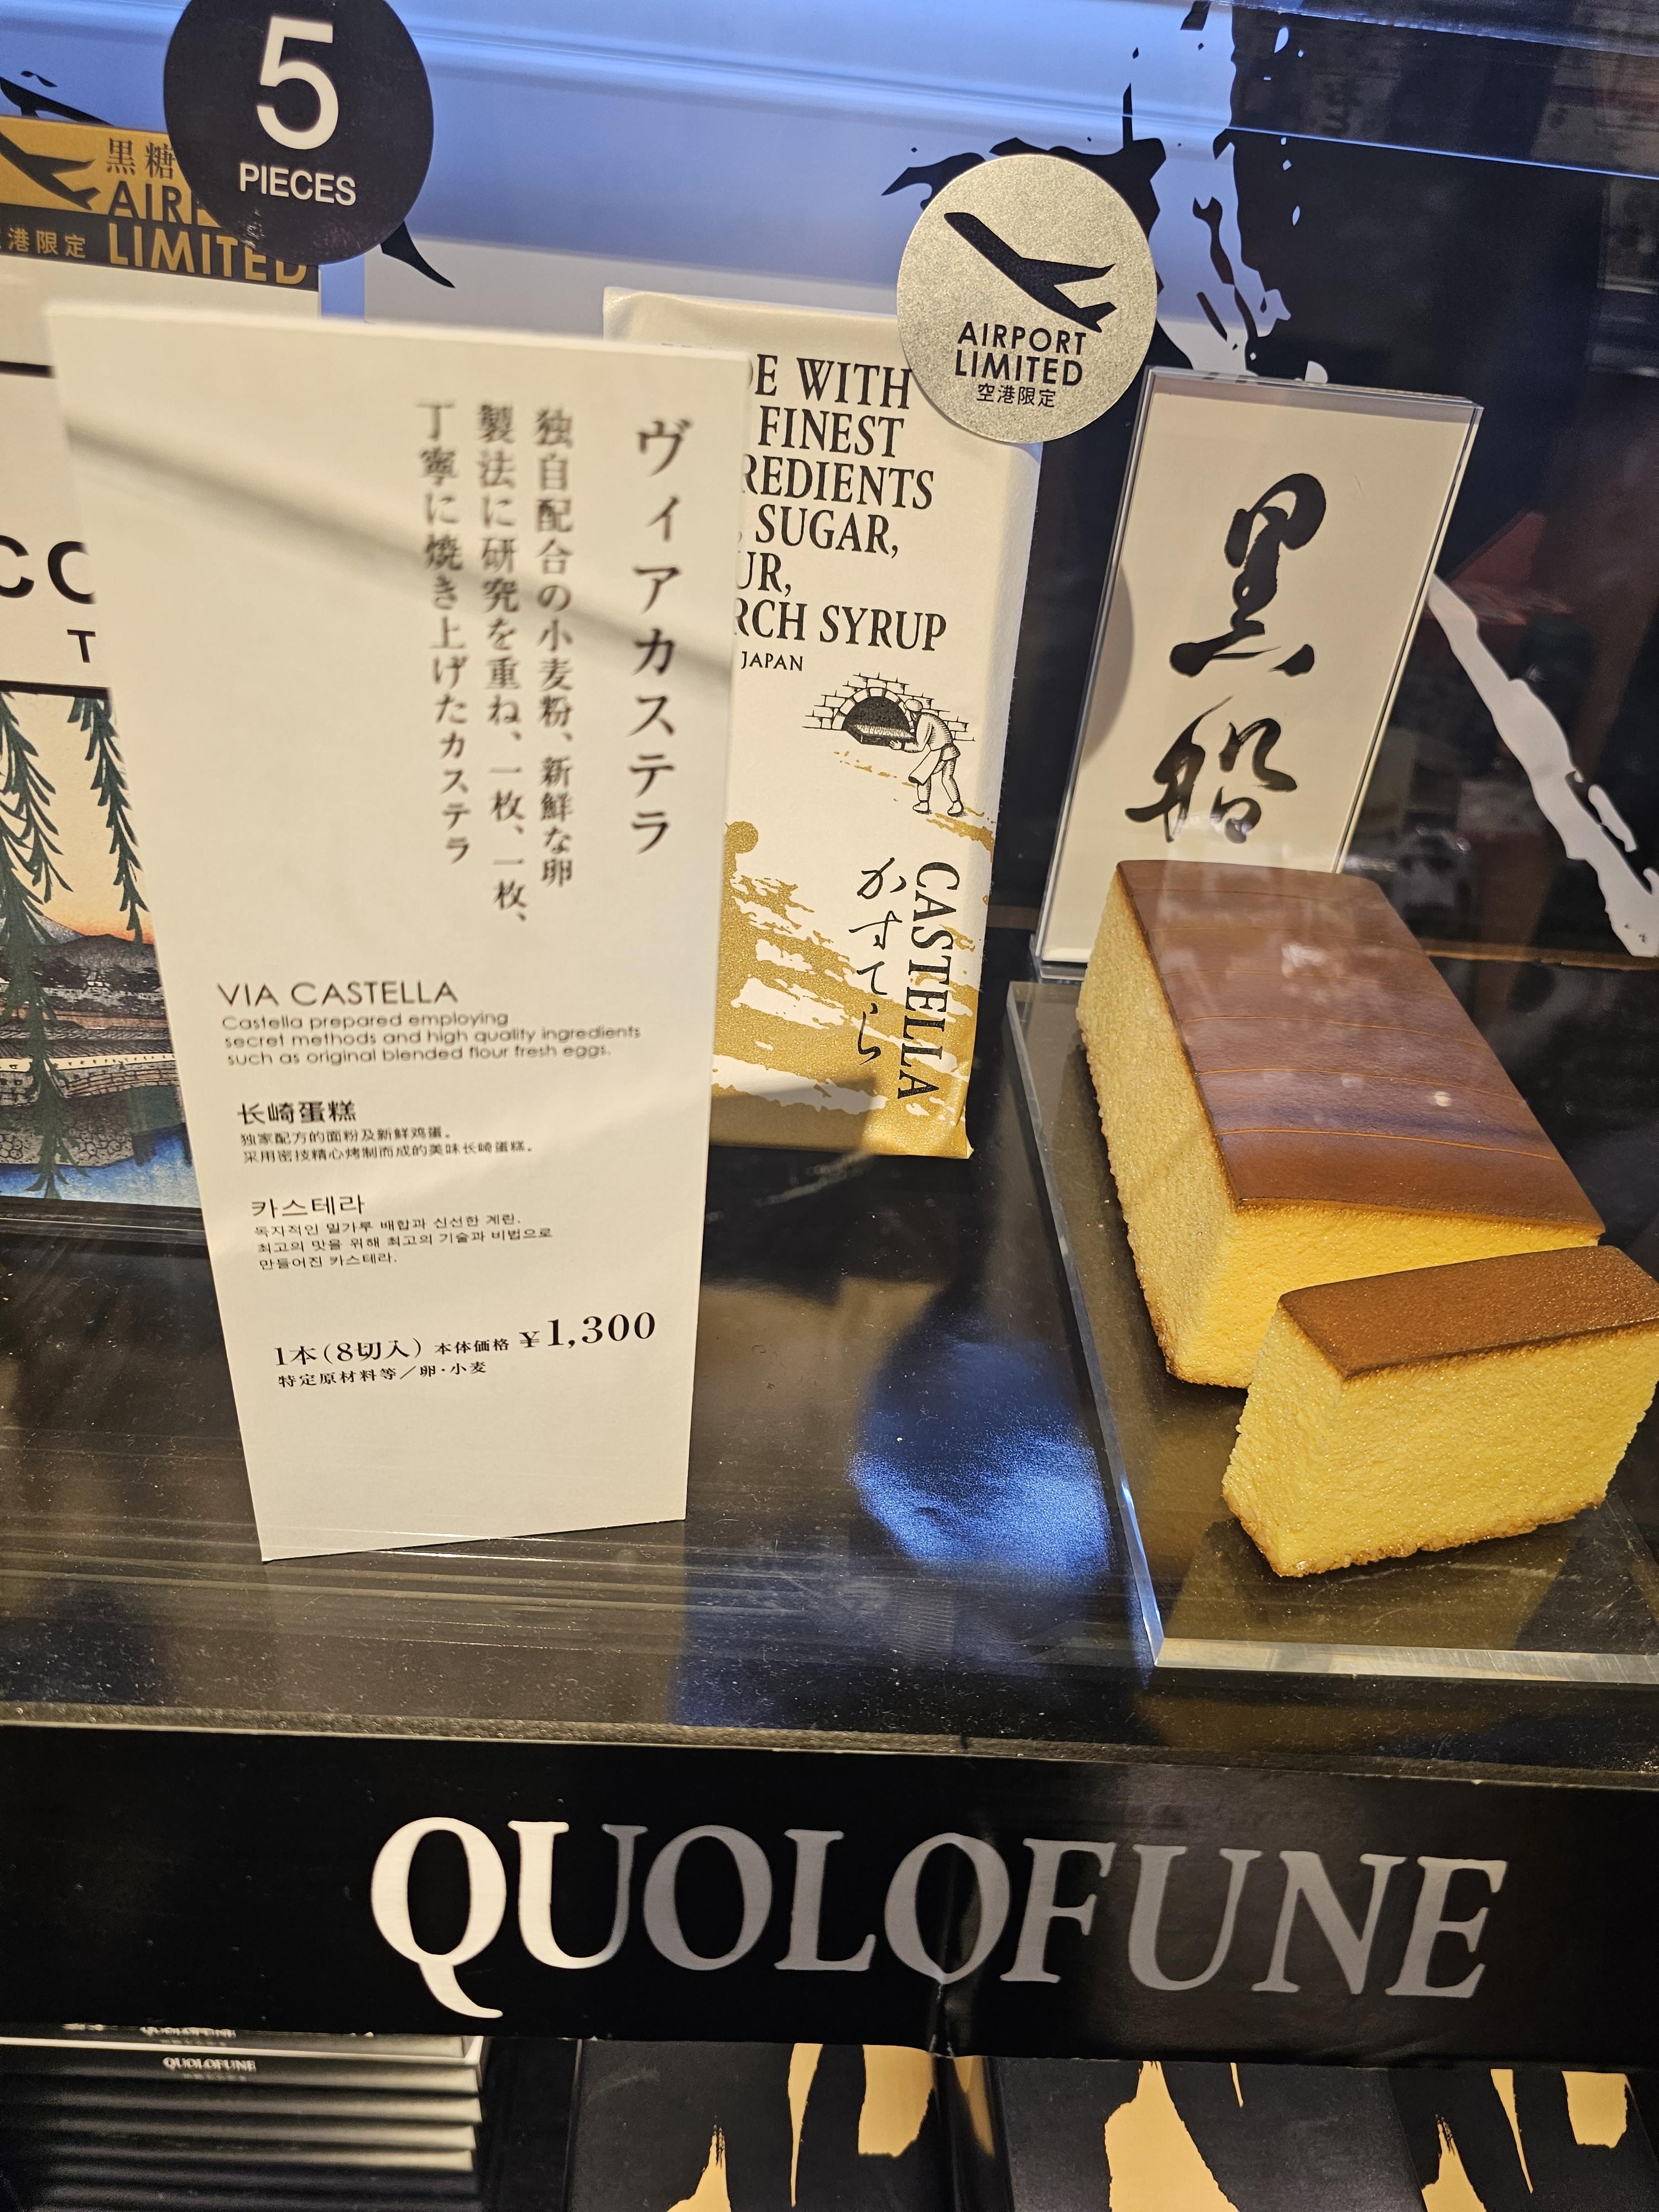 5
PIECES
黒糖
LIMITED
空港限定
AIRPORT
LIMITED
空港限定
WITH
FINEST
SUGAR,
SYRUP
JAPAN
CASTELLA
かすてら
黒船
ヴィアカステラ
独自配合の小麦粉、新鮮な卵
製法に研究を重ね、一枚、一枚、
丁寧に焼き上げたカステラ
VIA CASTELLA
Castella prepared employing
secret methods and high quality ingredients
such as original blended flour fresh eggs.
长崎蛋糕
独家配方的面粉及新鲜鸡蛋。
采用密技精心烤制而成的美味长崎蛋糕。
카스테라
독자적인 밀가루 배합과 신선한 계란.
최고의 맛을 위해 최고의 기술과 비법으로
만들어진 카스테라.
1本(8切入) 本体価格 ¥1,300
特定原材料等/卵・小麦
QUOLOFUNE
QUOLOFUNE
QUOLOFUNE